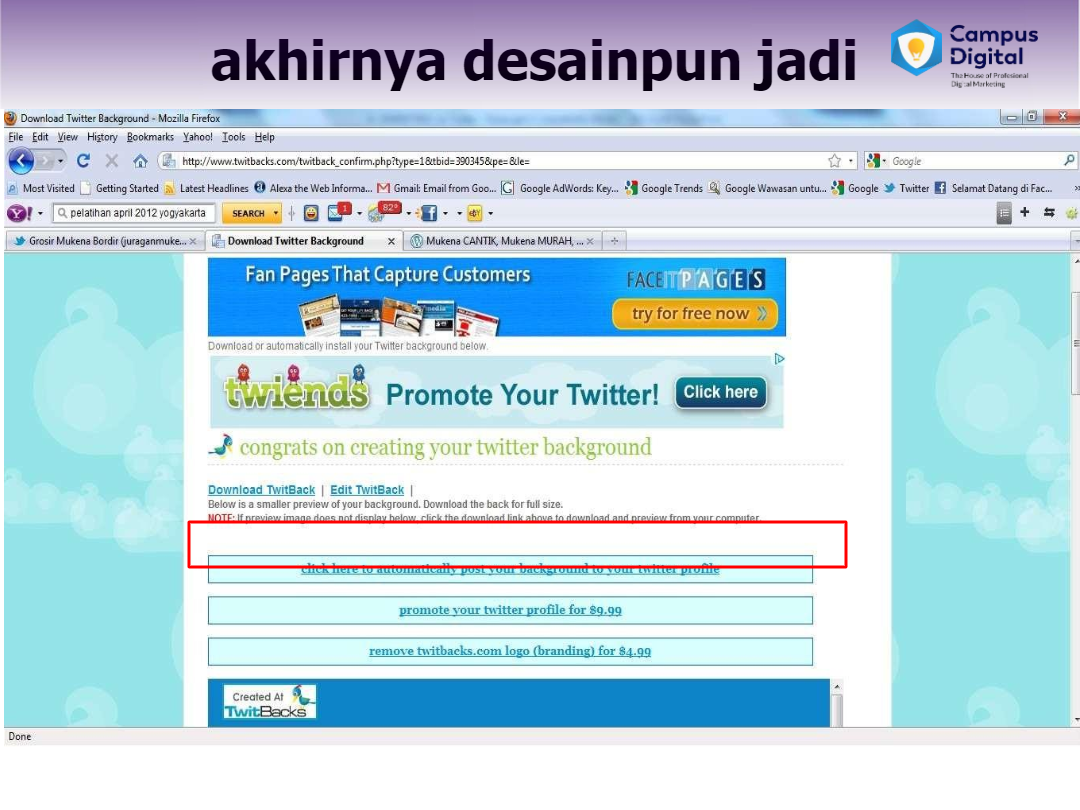 akhirnya desainpun jadi
Campus
Digital
The House of Profesional
Digital Marketing
Download Twitter Background - Mozilla Firefox
File Edit View History Bookmarks Yahoo! Tools Help
http://www.twitbacks.com/twitback_confirm.php?type=1&tbid=390345&pe=&le=
Google
Most Visited Getting Started Latest Headlines Alexa the Web Informa... Gmail: Email from Goo... Google AdWords: Key... Google Trends Google Wawasan untu... Google Twitter Selamat Datang di Fac... »
Y! pelatihan april 2012 yogyakarta SEARCH 1 82° eBY
Grosir Mukena Bordir (juraganmuke... Download Twitter Background Mukena CANTIK, Mukena MURAH, ...
Fan Pages That Capture Customers
FACEITPAGES
try for free now »
Download or automatically install your Twitter background below.
twiends Promote Your Twitter! Click here
congrats on creating your twitter background
Download TwitBack | Edit TwitBack |
Below is a smaller preview of your background. Download the back for full size.
NOTE: If preview image does not display below, click the download link above to download and preview from your computer.
click here to automatically post your background to your twitter profile
promote your twitter profile for $9.99
remove twitbacks.com logo (branding) for $4.99
Created At
TwitBacks
Done